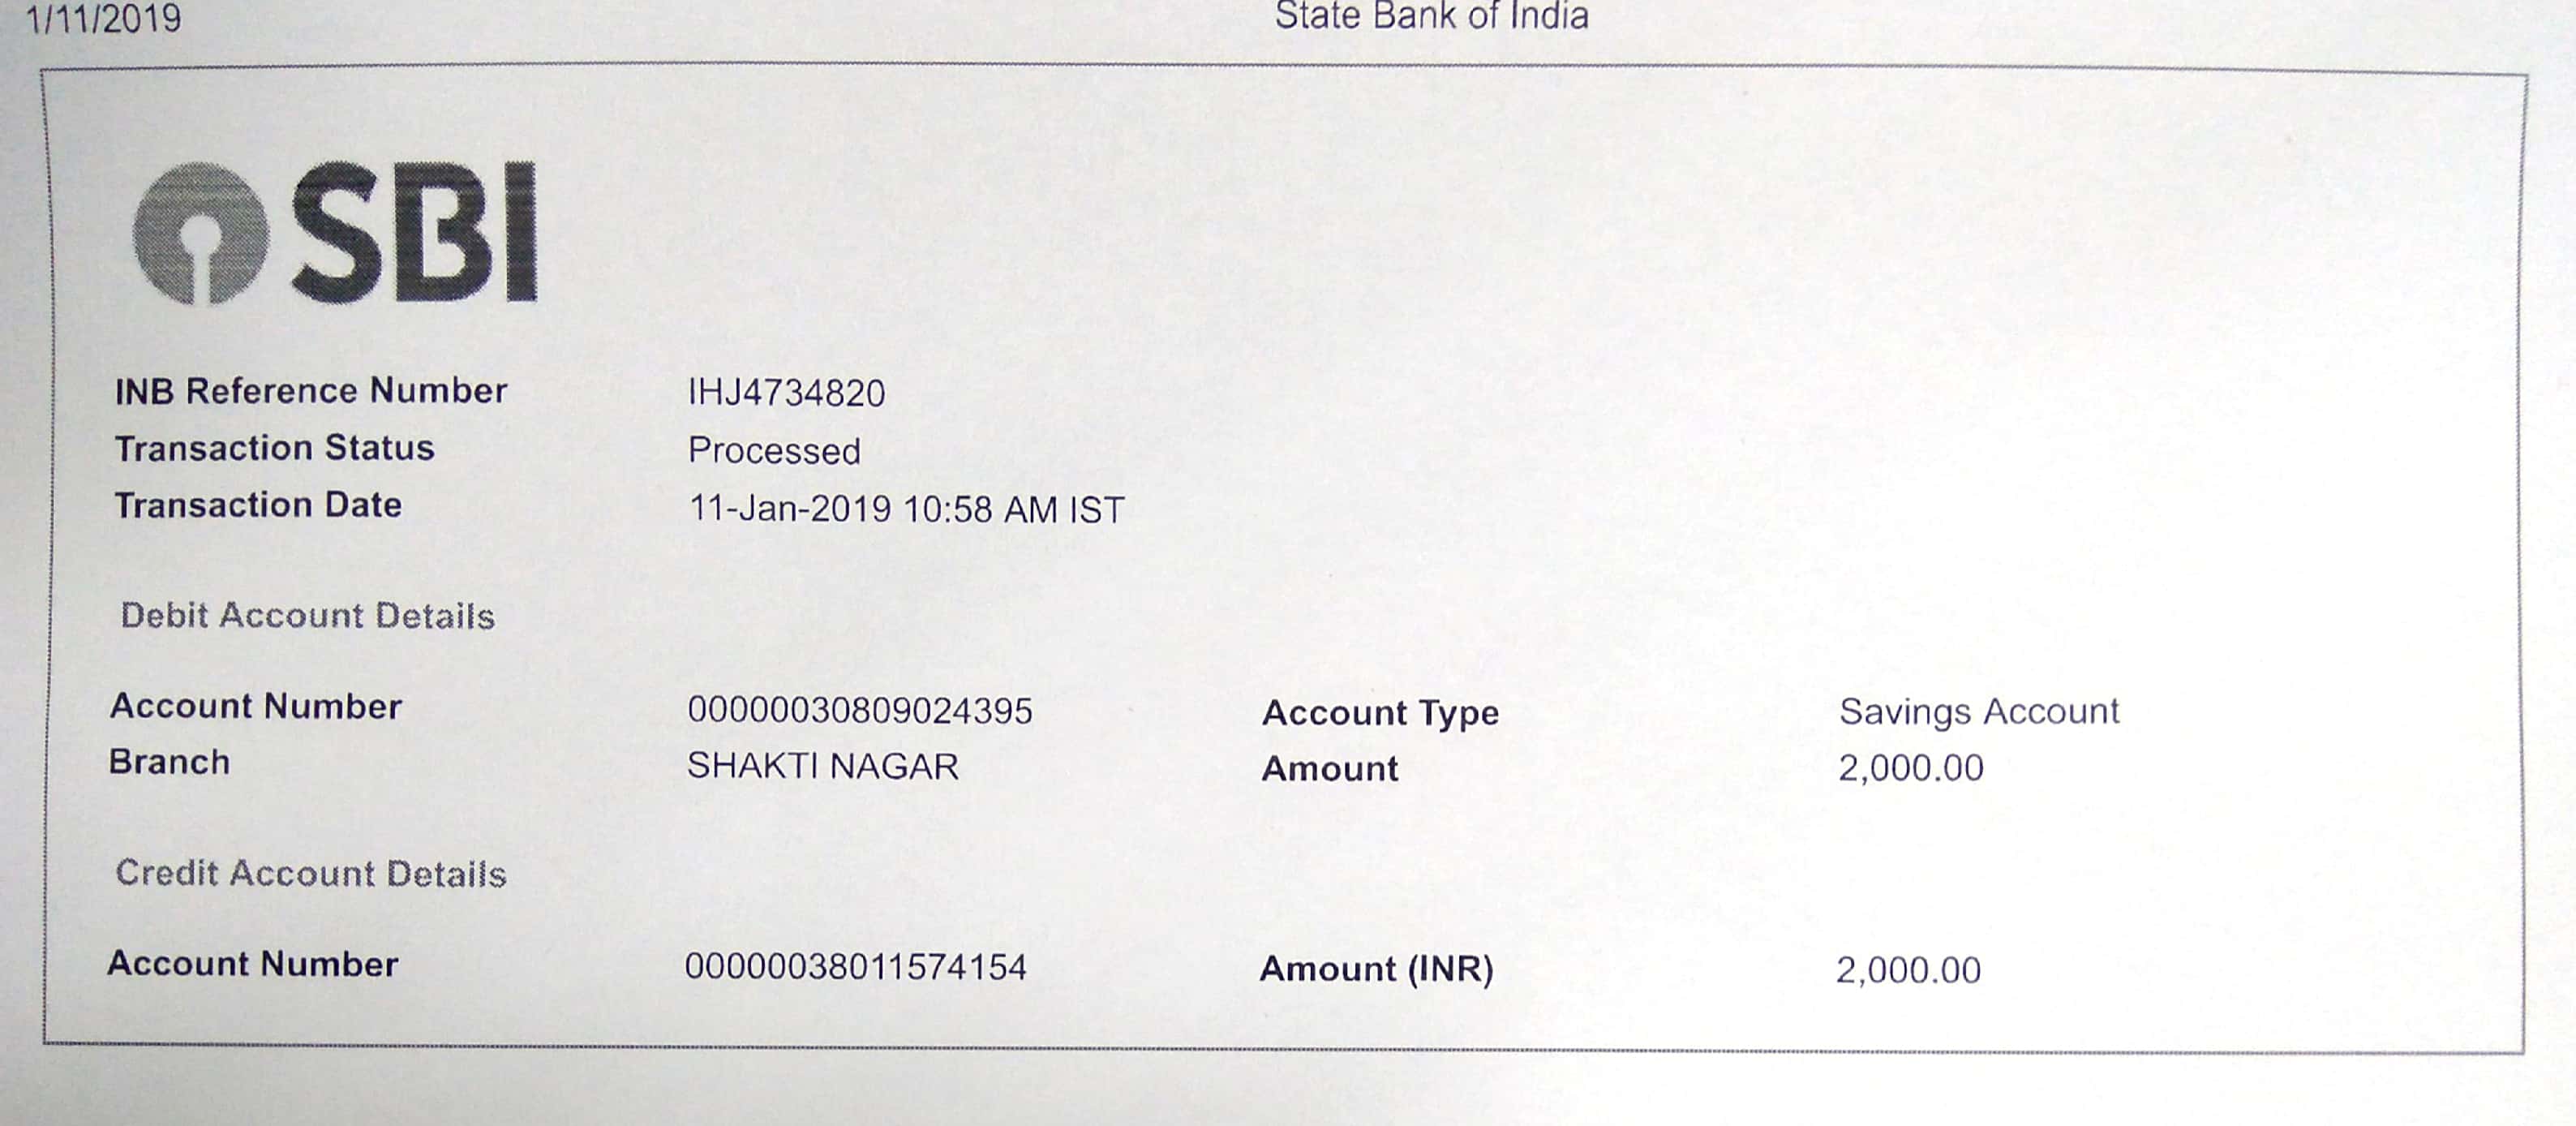 1/11/2019 State Bank of India
SBI
INB Reference Number IHJ4734820
Transaction Status Processed
Transaction Date 11-Jan-2019 10:58 AM IST
Debit Account Details
Account Number 00000030809024395 Account Type Savings Account
Branch SHAKTI NAGAR Amount 2,000.00
Credit Account Details
Account Number 00000038011574154 Amount (INR) 2,000.00